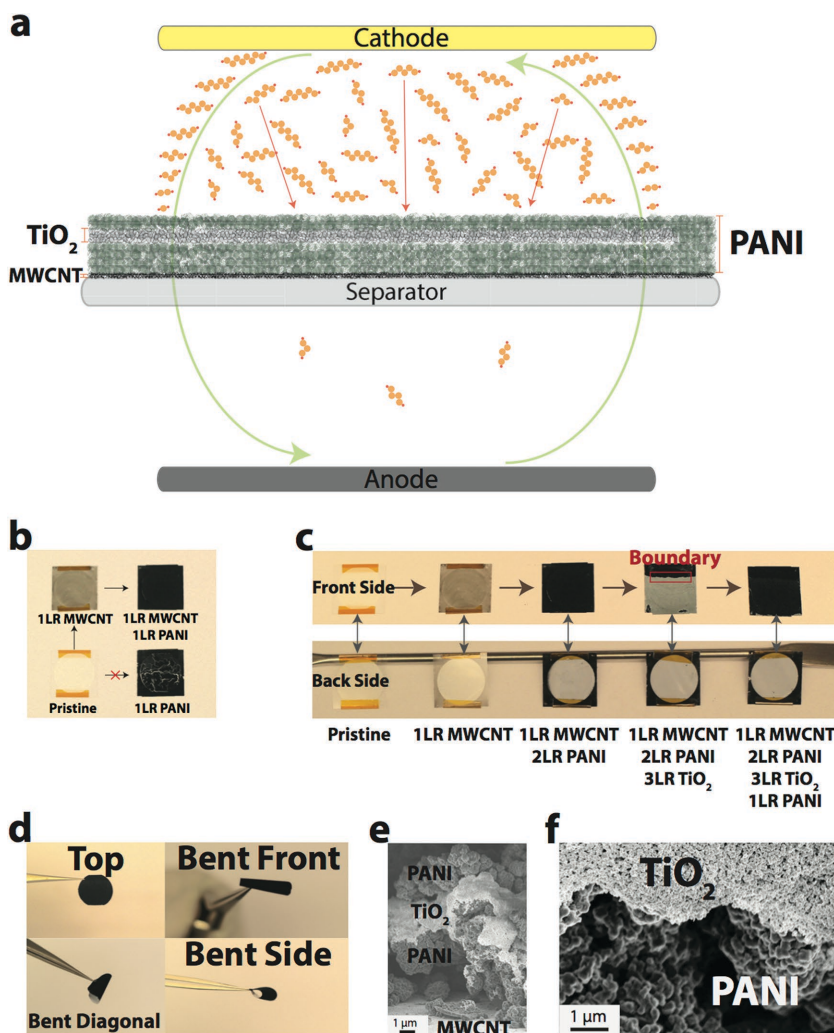 a
Cathode
TiO2
PANI
MWCNT
Separator
Anode
b
1LR MWCNT
1LR MWCNT
1LR PANI
Pristine
1LR PANI
c
Boundary
Front Side
Back Side
Pristine
1LR MWCNT
1LR MWCNT
2LR PANI
1LR MWCNT
2LR PANI
3LR TiO2
1LR MWCNT
2LR PANI
3LR TiO2
1LR PANI
d
Top
Bent Front
Bent Diagonal
Bent Side
e
PANI
TiO2
PANI
1 µm
MWCNT
f
TiO2
PANI
1 µm